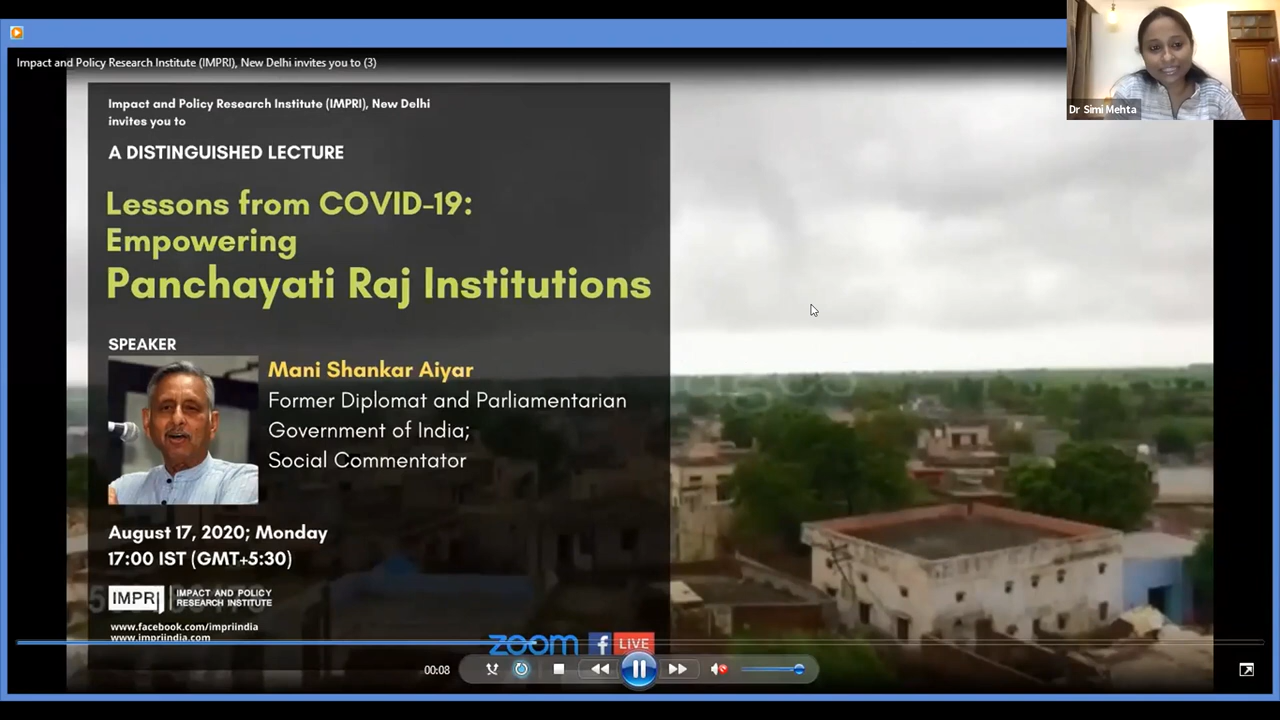 Impact and Policy Research Institute (IMPRI), New Delhi invites you to (3)
Dr Simi Mehta
Impact and Policy Research Institute (IMPRI), New Delhi
invites you to
A DISTINGUISHED LECTURE
Lessons from COVID-19:
Empowering
Panchayati Raj Institutions
SPEAKER
Mani Shankar Aiyar
Former Diplomat and Parliamentarian
Government of India;
Social Commentator
August 17, 2020; Monday
17:00 IST (GMT+5:30)
IMPRI
IMPACT AND POLICY
RESEARCH INSTITUTE
www.facebook.com/impriindia
www.impriindia.com
zoom f LIVE
00:08